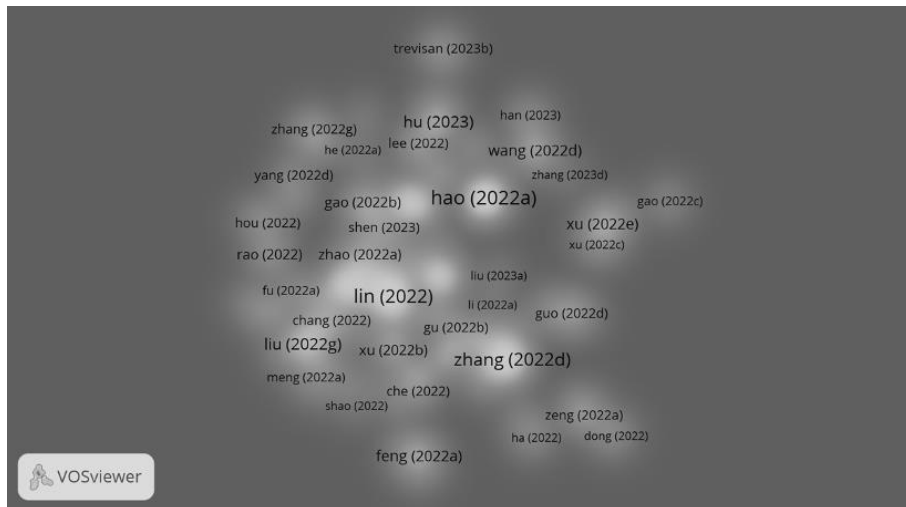 trevisan (2023b)
hu (2023)
han (2023)
zhang (2022g)
lee (2022)
he (2022a)
wang (2022d)
yang (2022d)
zhang (2023d)
gao (2022b)
hao (2022a)
gao (2022c)
hou (2022)
shen (2023)
xu (2022e)
xu (2022c)
rao (2022)
zhao (2022a)
liu (2023a)
fu (2022a)
lin (2022)
li (2022a)
guo (2022d)
chang (2022)
gu (2022b)
liu (2022g)
xu (2022b)
zhang (2022d)
meng (2022a)
che (2022)
shao (2022)
zeng (2022a)
ha (2022)
dong (2022)
feng (2022a)
VOSviewer